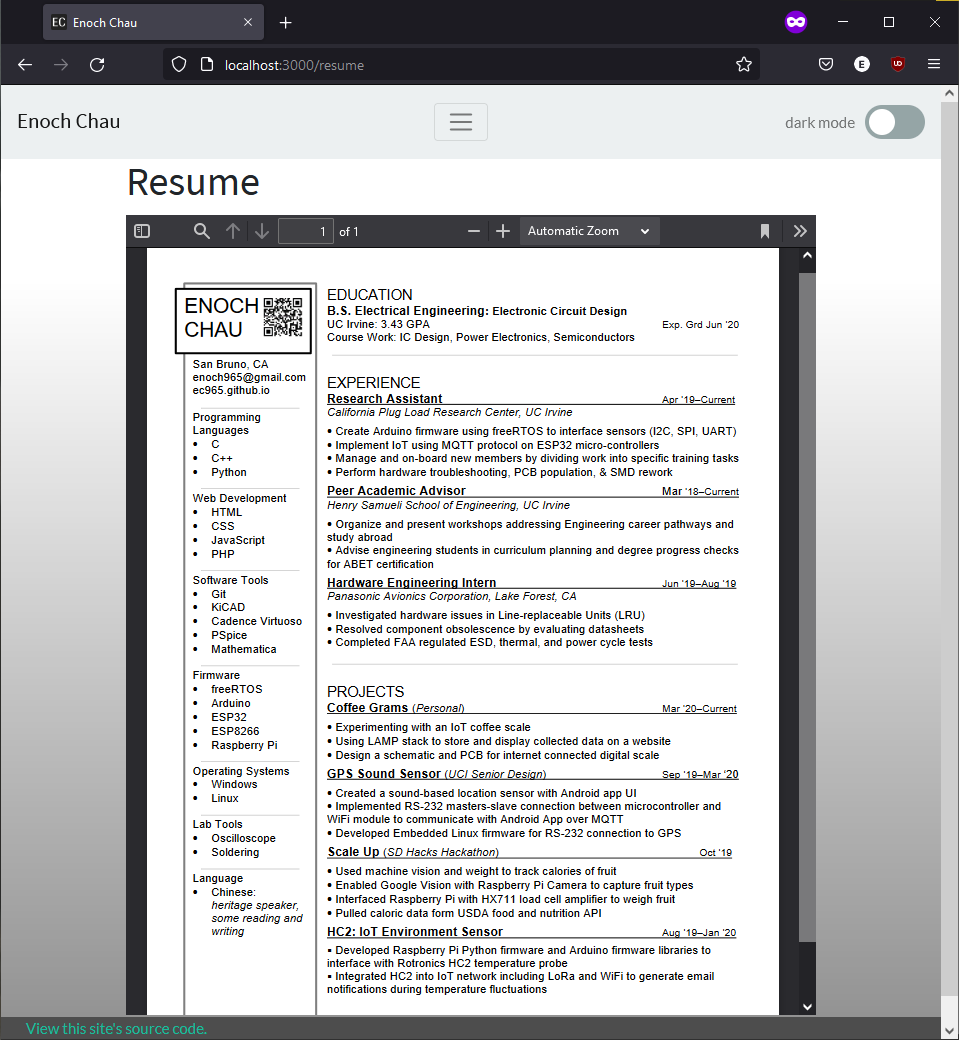 EC Enoch Chau
localhost:3000/resume
E
UD
Enoch Chau
dark mode
Resume
1 of 1
Automatic Zoom
ENOCH
CHAU
San Bruno, CA
enoch965@gmail.com
ec965.github.io
Programming
Languages
• C
• C++
• Python
Web Development
• HTML
• CSS
• JavaScript
• PHP
Software Tools
• Git
• KiCAD
• Cadence Virtuoso
• PSpice
• Mathematica
Firmware
• freeRTOS
• Arduino
• ESP32
• ESP8266
• Raspberry Pi
Operating Systems
• Windows
• Linux
Lab Tools
• Oscilloscope
• Soldering
Language
• Chinese:
heritage speaker,
some reading and
writing
EDUCATION
B.S. Electrical Engineering: Electronic Circuit Design
UC Irvine: 3.43 GPA Exp. Grd Jun '20
Course Work: IC Design, Power Electronics, Semiconductors
EXPERIENCE
Research Assistant Apr '19–Current
California Plug Load Research Center, UC Irvine
• Create Arduino firmware using freeRTOS to interface sensors (I2C, SPI, UART)
• Implement IoT using MQTT protocol on ESP32 micro-controllers
• Manage and on-board new members by dividing work into specific training tasks
• Perform hardware troubleshooting, PCB population, & SMD rework
Peer Academic Advisor Mar '18–Current
Henry Samueli School of Engineering, UC Irvine
• Organize and present workshops addressing Engineering career pathways and
study abroad
• Advise engineering students in curriculum planning and degree progress checks
for ABET certification
Hardware Engineering Intern Jun '19–Aug '19
Panasonic Avionics Corporation, Lake Forest, CA
• Investigated hardware issues in Line-replaceable Units (LRU)
• Resolved component obsolescence by evaluating datasheets
• Completed FAA regulated ESD, thermal, and power cycle tests
PROJECTS
Coffee Grams (Personal) Mar '20–Current
• Experimenting with an IoT coffee scale
• Using LAMP stack to store and display collected data on a website
• Design a schematic and PCB for internet connected digital scale
GPS Sound Sensor (UCI Senior Design) Sep '19–Mar '20
• Created a sound-based location sensor with Android app UI
• Implemented RS-232 masters-slave connection between microcontroller and
WiFi module to communicate with Android App over MQTT
• Developed Embedded Linux firmware for RS-232 connection to GPS
Scale Up (SD Hacks Hackathon) Oct '19
• Used machine vision and weight to track calories of fruit
• Enabled Google Vision with Raspberry Pi Camera to capture fruit types
• Interfaced Raspberry Pi with HX711 load cell amplifier to weigh fruit
• Pulled caloric data form USDA food and nutrition API
HC2: IoT Environment Sensor Aug '19–Jan '20
▪ Developed Raspberry Pi Python firmware and Arduino firmware libraries to
interface with Rotronics HC2 temperature probe
▪ Integrated HC2 into IoT network including LoRa and WiFi to generate email
notifications during temperature fluctuations
View this site's source code.